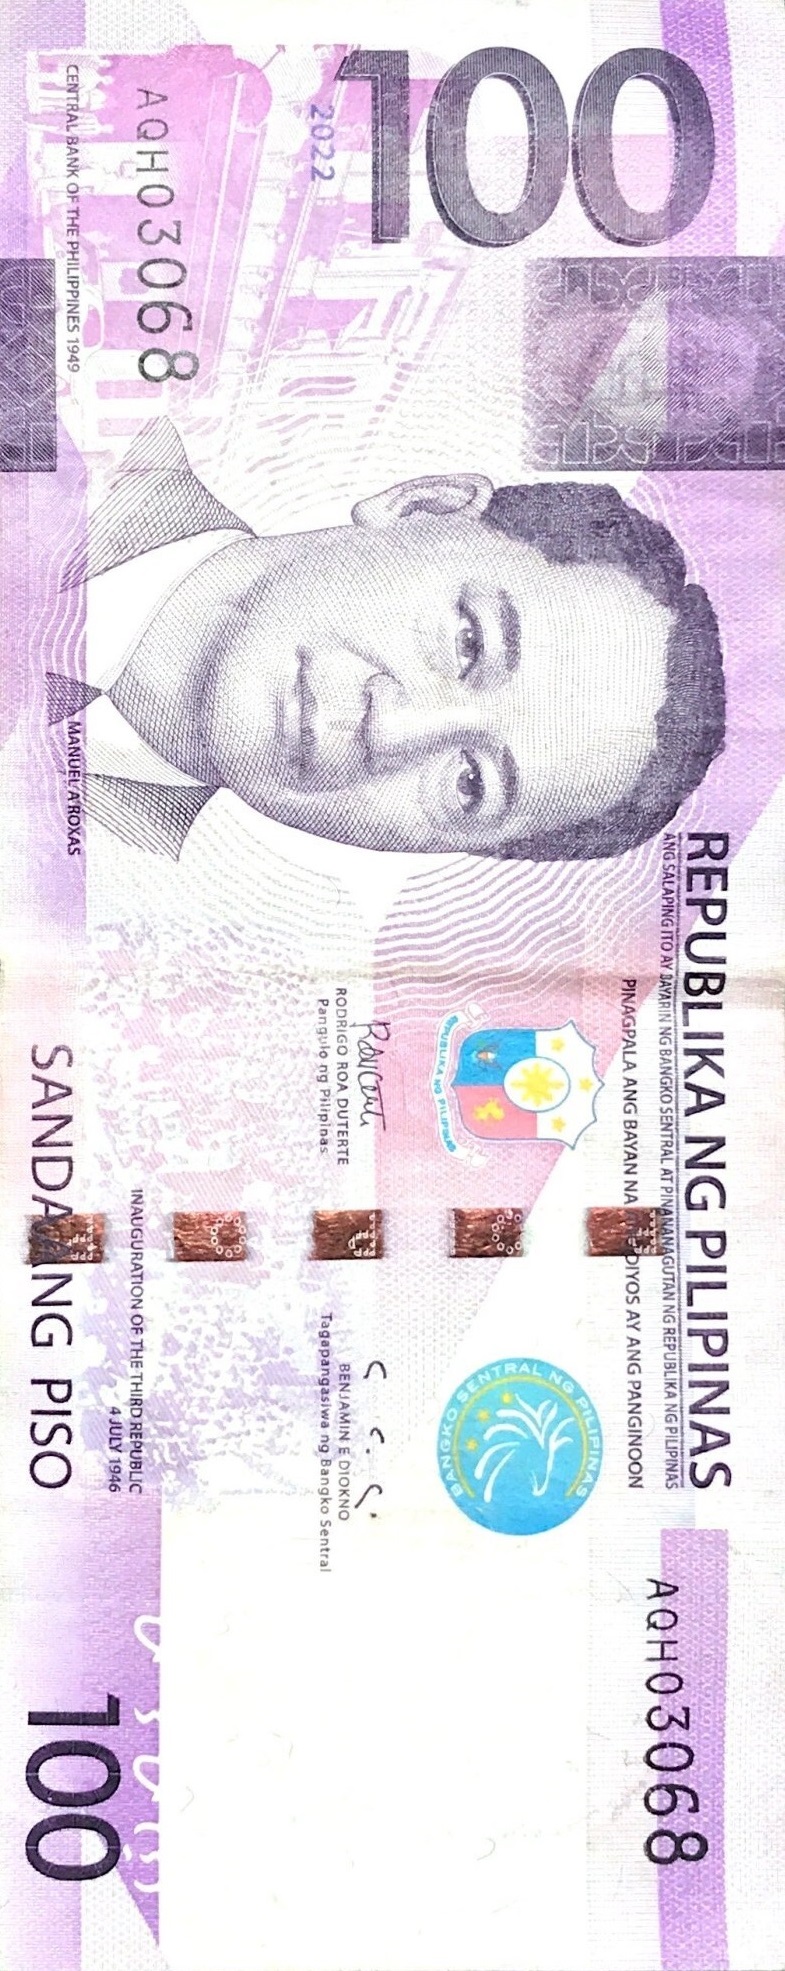 100
2022
AQH03068
CENTRAL BANK OF THE PHILIPPINES 1949
MANUEL A ROXAS
REPUBLIKA NG PILIPINAS
ANG SALAPING ITO AY BAYARIN NG BANGKO SENTRAL AT PINANANAGUTAN NG REPUBLIKA NG PILIPINAS
PINAGPALA ANG BAYAN NA DIYOS AY ANG PANGINOON
REPUBLIKA NG PILIPINAS
BANGKO SENTRAL NG PILIPINAS
RODRIGO ROA DUTERTE
Pangulo ng Pilipinas
BENJAMIN E DIOKNO
Tagapangasiwa ng Bangko Sentral
INAUGURATION OF THE THIRD REPUBLIC
4 JULY 1946
SANDAANG PISO
AQH03068
100